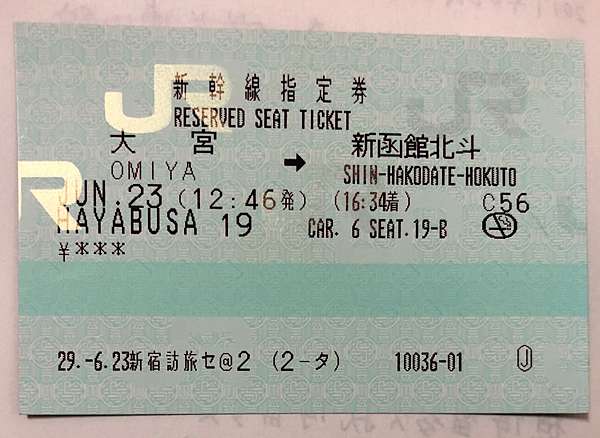 JR
新幹線指定券
RESERVED SEAT TICKET
大宮 → 新函館北斗
OMIYA SHIN-HAKODATE-HOKUTO
JUN.23 (12:46発) (16:34着) C56
HAYABUSA 19 CAR. 6 SEAT.19-B
¥***
29.-6.23新宿訪旅セ@2 (2-タ) 10036-01 Ⓙ